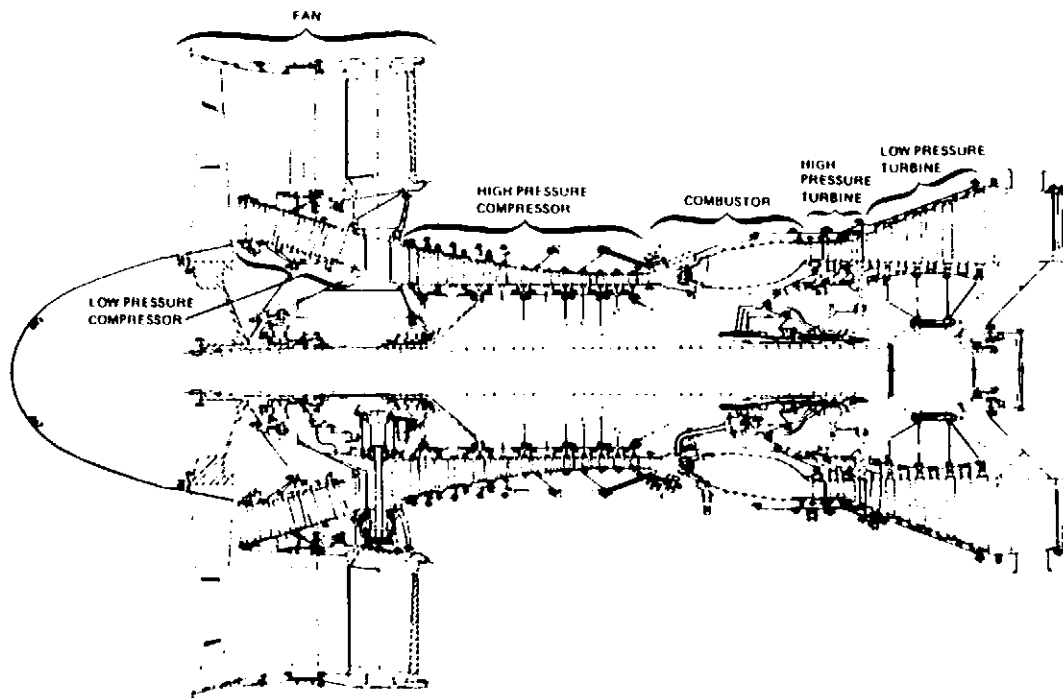 FAN
LOW PRESSURE
TURBINE
HIGH
PRESSURE
TURBINE
HIGH PRESSURE
COMPRESSOR
COMBUSTOR
LOW PRESSURE
COMPRESSOR